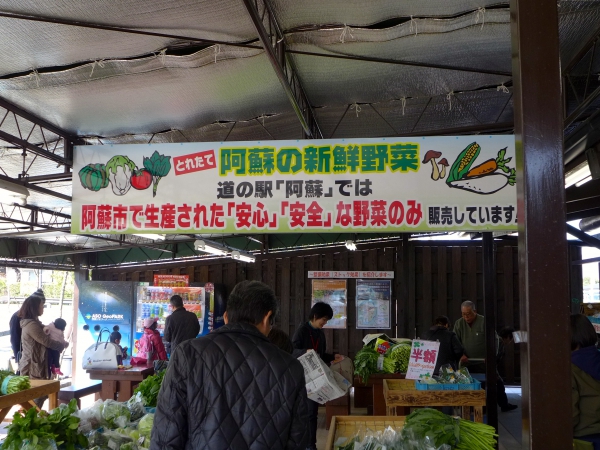 とれたて 阿蘇の新鮮野菜
道の駅「阿蘇」では
阿蘇市で生産された「安心」「安全」な野菜のみ 販売しています。